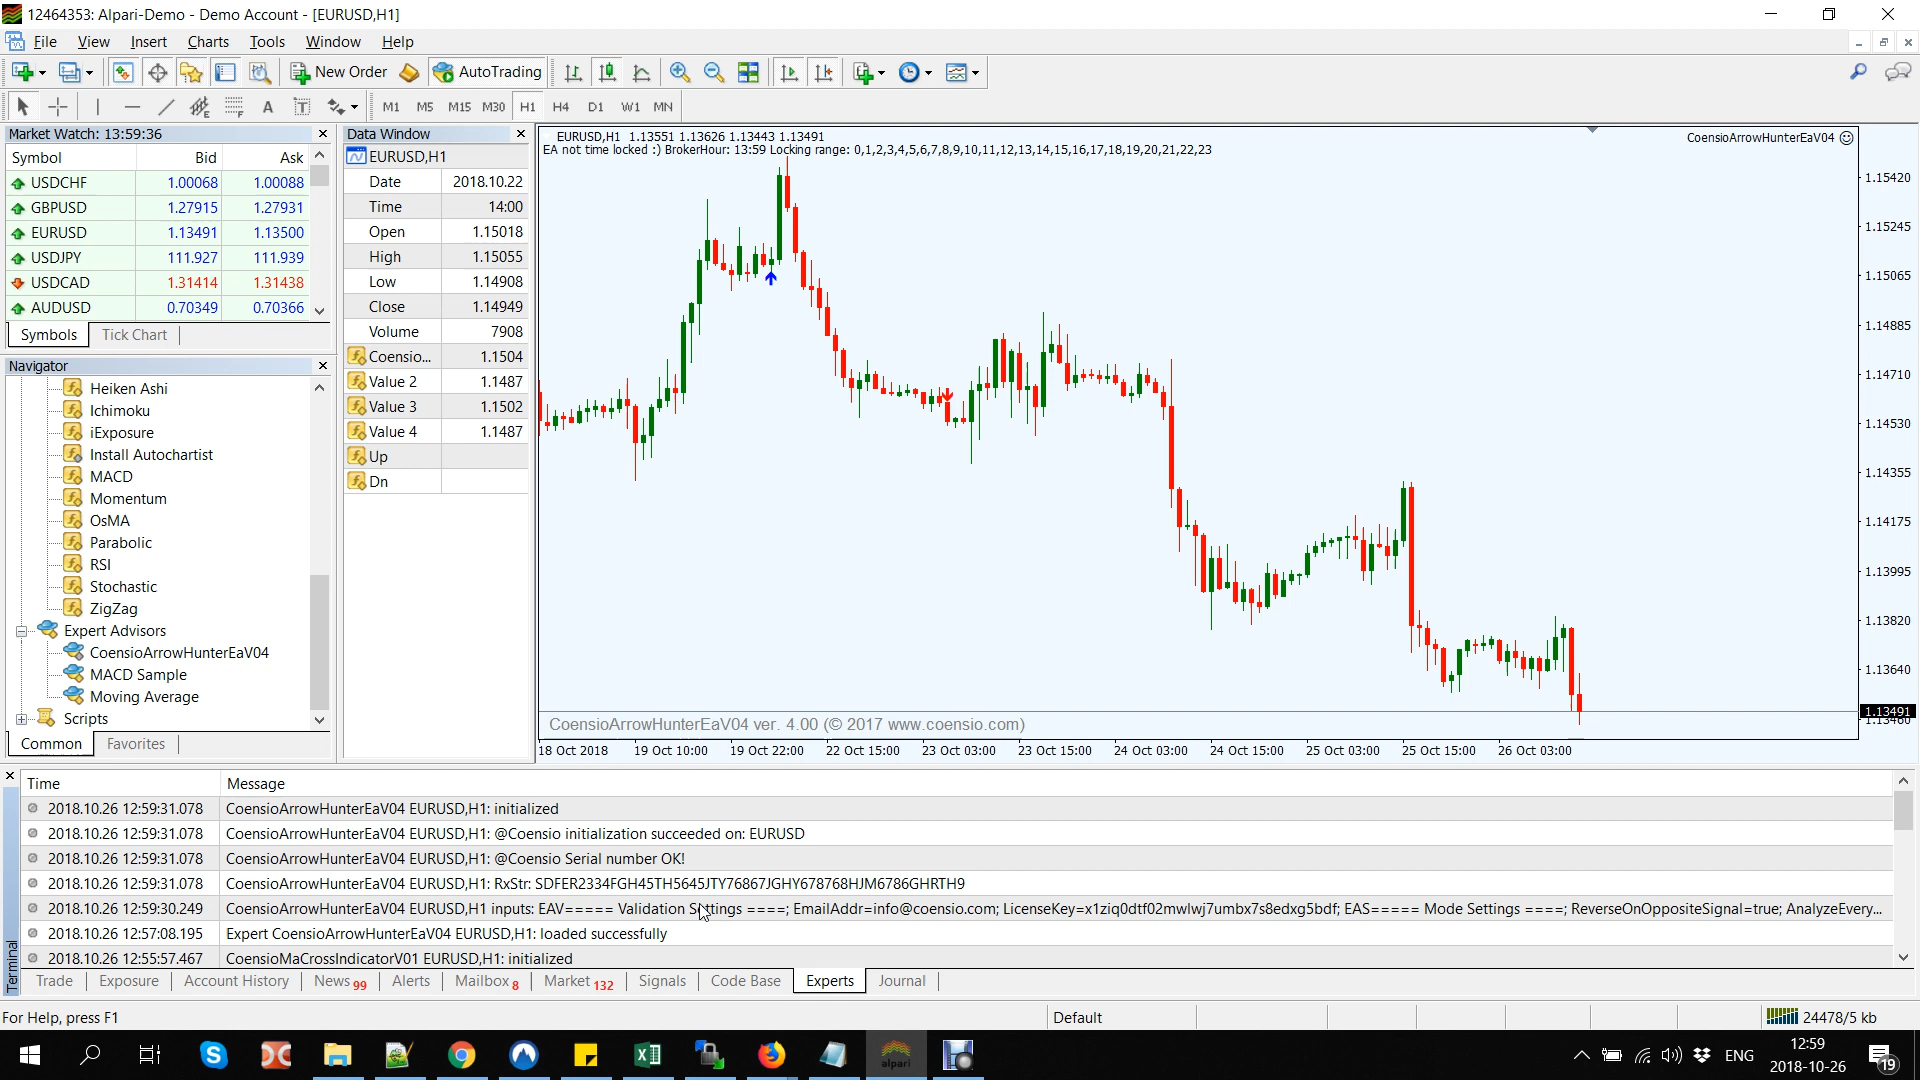 12464353: Alpari-Demo - Demo Account - [EURUSD,H1]
File View Insert Charts Tools Window Help
New Order AutoTrading
A T M1 M5 M15 M30 H1 H4 D1 W1 MN
Market Watch: 13:59:36
Symbol Bid Ask
USDCHF 1.00068 1.00088
GBPUSD 1.27915 1.27931
EURUSD 1.13491 1.13500
USDJPY 111.927 111.939
USDCAD 1.31414 1.31438
AUDUSD 0.70349 0.70366
Symbols Tick Chart
Navigator
Heiken Ashi
Ichimoku
iExposure
Install Autochartist
MACD
Momentum
OsMA
Parabolic
RSI
Stochastic
ZigZag
Expert Advisors
CoensioArrowHunterEaV04
MACD Sample
Moving Average
Scripts
Common Favorites
Data Window
EURUSD,H1
Date 2018.10.22
Time 14:00
Open 1.15018
High 1.15055
Low 1.14908
Close 1.14949
Volume 7908
Coensio... 1.1504
Value 2 1.1487
Value 3 1.1502
Value 4 1.1487
Up
Dn
EURUSD,H1 1.13551 1.13626 1.13443 1.13491
EA not time locked :) BrokerHour: 13:59 Locking range: 0,1,2,3,4,5,6,7,8,9,10,11,12,13,14,15,16,17,18,19,20,21,22,23
CoensioArrowHunterEaV04
1.15420
1.15245
1.15065
1.14885
1.14710
1.14530
1.14355
1.14175
1.13995
1.13820
1.13640
1.13491
1.13460
CoensioArrowHunterEaV04 ver. 4.00 (© 2017 www.coensio.com)
18 Oct 2018 19 Oct 10:00 19 Oct 22:00 22 Oct 15:00 23 Oct 03:00 23 Oct 15:00 24 Oct 03:00 24 Oct 15:00 25 Oct 03:00 25 Oct 15:00 26 Oct 03:00
Time Message
2018.10.26 12:59:31.078 CoensioArrowHunterEaV04 EURUSD,H1: initialized
2018.10.26 12:59:31.078 CoensioArrowHunterEaV04 EURUSD,H1: @Coensio initialization succeeded on: EURUSD
2018.10.26 12:59:31.078 CoensioArrowHunterEaV04 EURUSD,H1: @Coensio Serial number OK!
2018.10.26 12:59:31.078 CoensioArrowHunterEaV04 EURUSD,H1: RxStr: SDFER2334FGH45TH5645JTY76867JGHY678768HJM6786GHRTH9
2018.10.26 12:59:30.249 CoensioArrowHunterEaV04 EURUSD,H1 inputs: EAV===== Validation Settings ====; EmailAddr=info@coensio.com; LicenseKey=x1ziq0dtf02mwlwj7umbx7s8edxg5bdf; EAS===== Mode Settings ====; ReverseOnOppositeSignal=true; AnalyzeEvery...
2018.10.26 12:57:08.195 Expert CoensioArrowHunterEaV04 EURUSD,H1: loaded successfully
2018.10.26 12:55:57.467 CoensioMaCrossIndicatorV01 EURUSD,H1: initialized
Terminal
Trade Exposure Account History News 99 Alerts Mailbox 8 Market 132 Signals Code Base Experts Journal
For Help, press F1 Default 24478/5 kb
alpari
ENG
12:59
2018-10-26
19